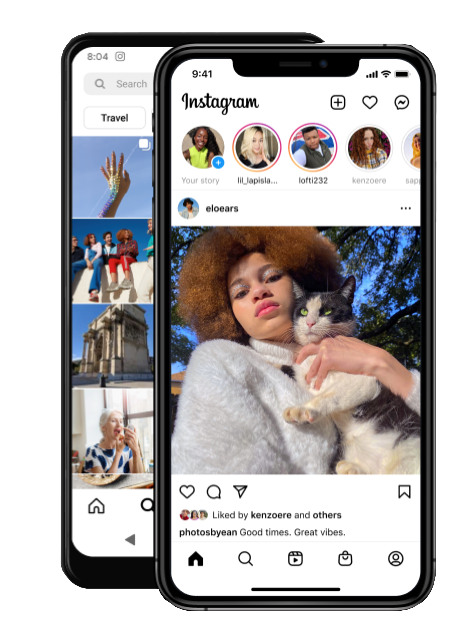 8:04
Search
Travel
9:41
Instagram
Your story
lil_lapisla...
lofti232
kenzoere
sapp
eloears
Liked by kenzoere and others
photosbyean Good times. Great vibes.